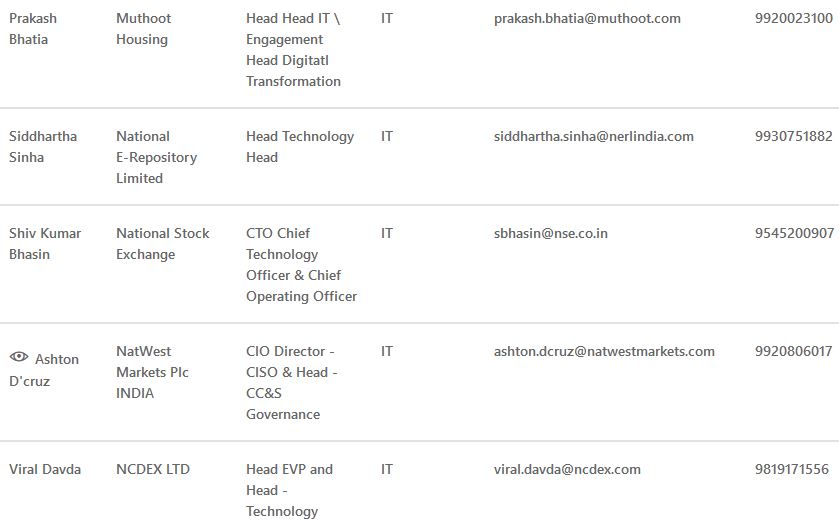 Prakash Bhatia	Muthoot Housing	Head Head IT \ Engagement Head Digitatl Transformation	IT	prakash.bhatia@muthoot.com	9920023100
Siddhartha Sinha	National E-Repository Limited	Head Technology Head	IT	siddhartha.sinha@nerlindia.com	9930751882
Shiv Kumar Bhasin	National Stock Exchange	CTO Chief Technology Officer & Chief Operating Officer	IT	sbhasin@nse.co.in	9545200907
Ashton D'cruz	NatWest Markets Plc INDIA	CIO Director - CISO & Head - CC&S Governance	IT	ashton.dcruz@natwestmarkets.com	9920806017
Viral Davda	NCDEX LTD	Head EVP and Head - Technology	IT	viral.davda@ncdex.com	9819171556